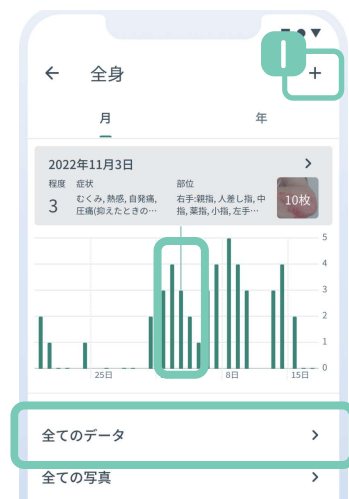 ← 全身 +
1
月 年
2022年11月3日 >
程度 症状 部位
3 むくみ, 熱感, 自発痛, 右手:親指, 人差し指, 中
圧痛(抑えたときの… 指, 薬指, 小指, 左手…
10枚
5
4
3
2
1
0
25日 8日 15日
全てのデータ >
全ての写真 >